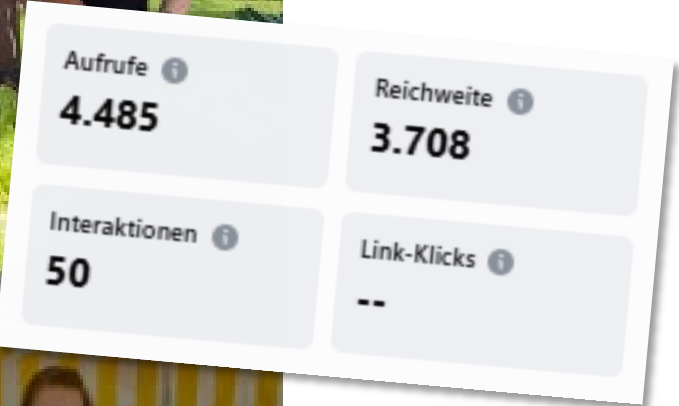 Aufrufe
4.485
Reichweite
3.708
Interaktionen
50
Link-Klicks
--